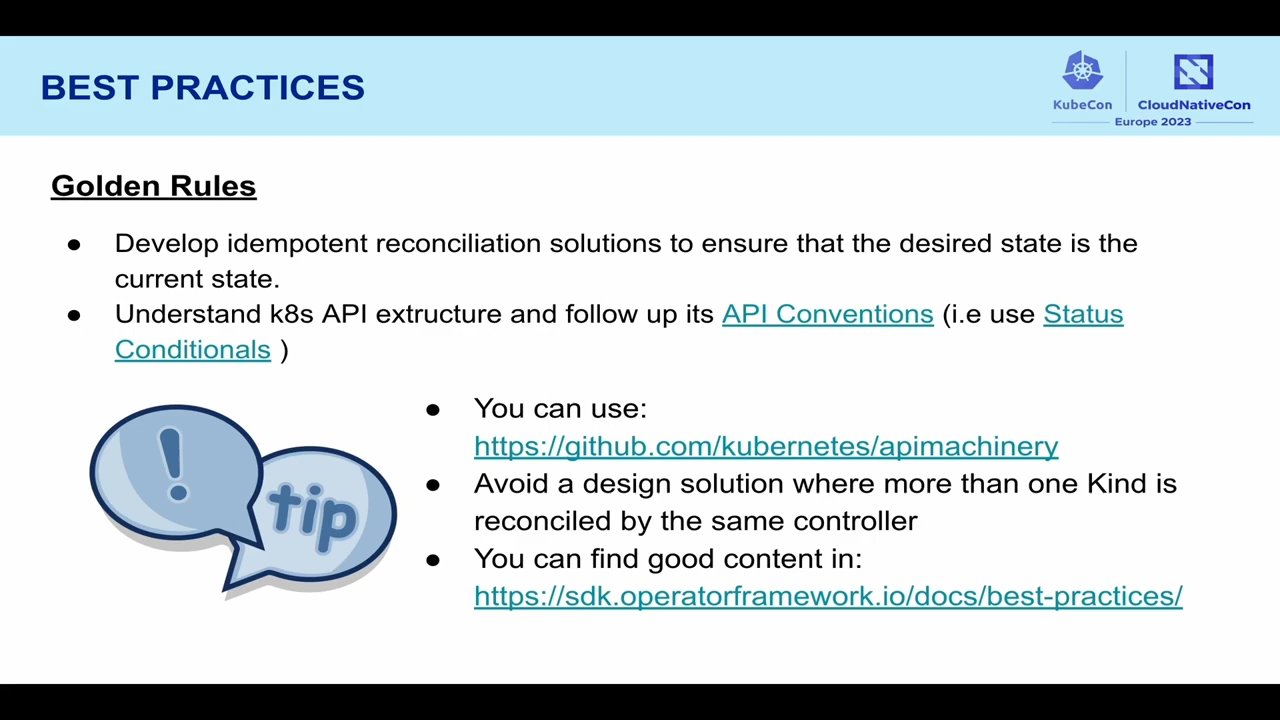 BEST PRACTICES
KubeCon
CloudNativeCon
Europe 2023
Golden Rules
● Develop idempotent reconciliation solutions to ensure that the desired state is the
current state.
● Understand k8s API extructure and follow up its API Conventions (i.e use Status
Conditionals )
! tip
● You can use:
https://github.com/kubernetes/apimachinery
● Avoid a design solution where more than one Kind is
reconciled by the same controller
● You can find good content in:
https://sdk.operatorframework.io/docs/best-practices/